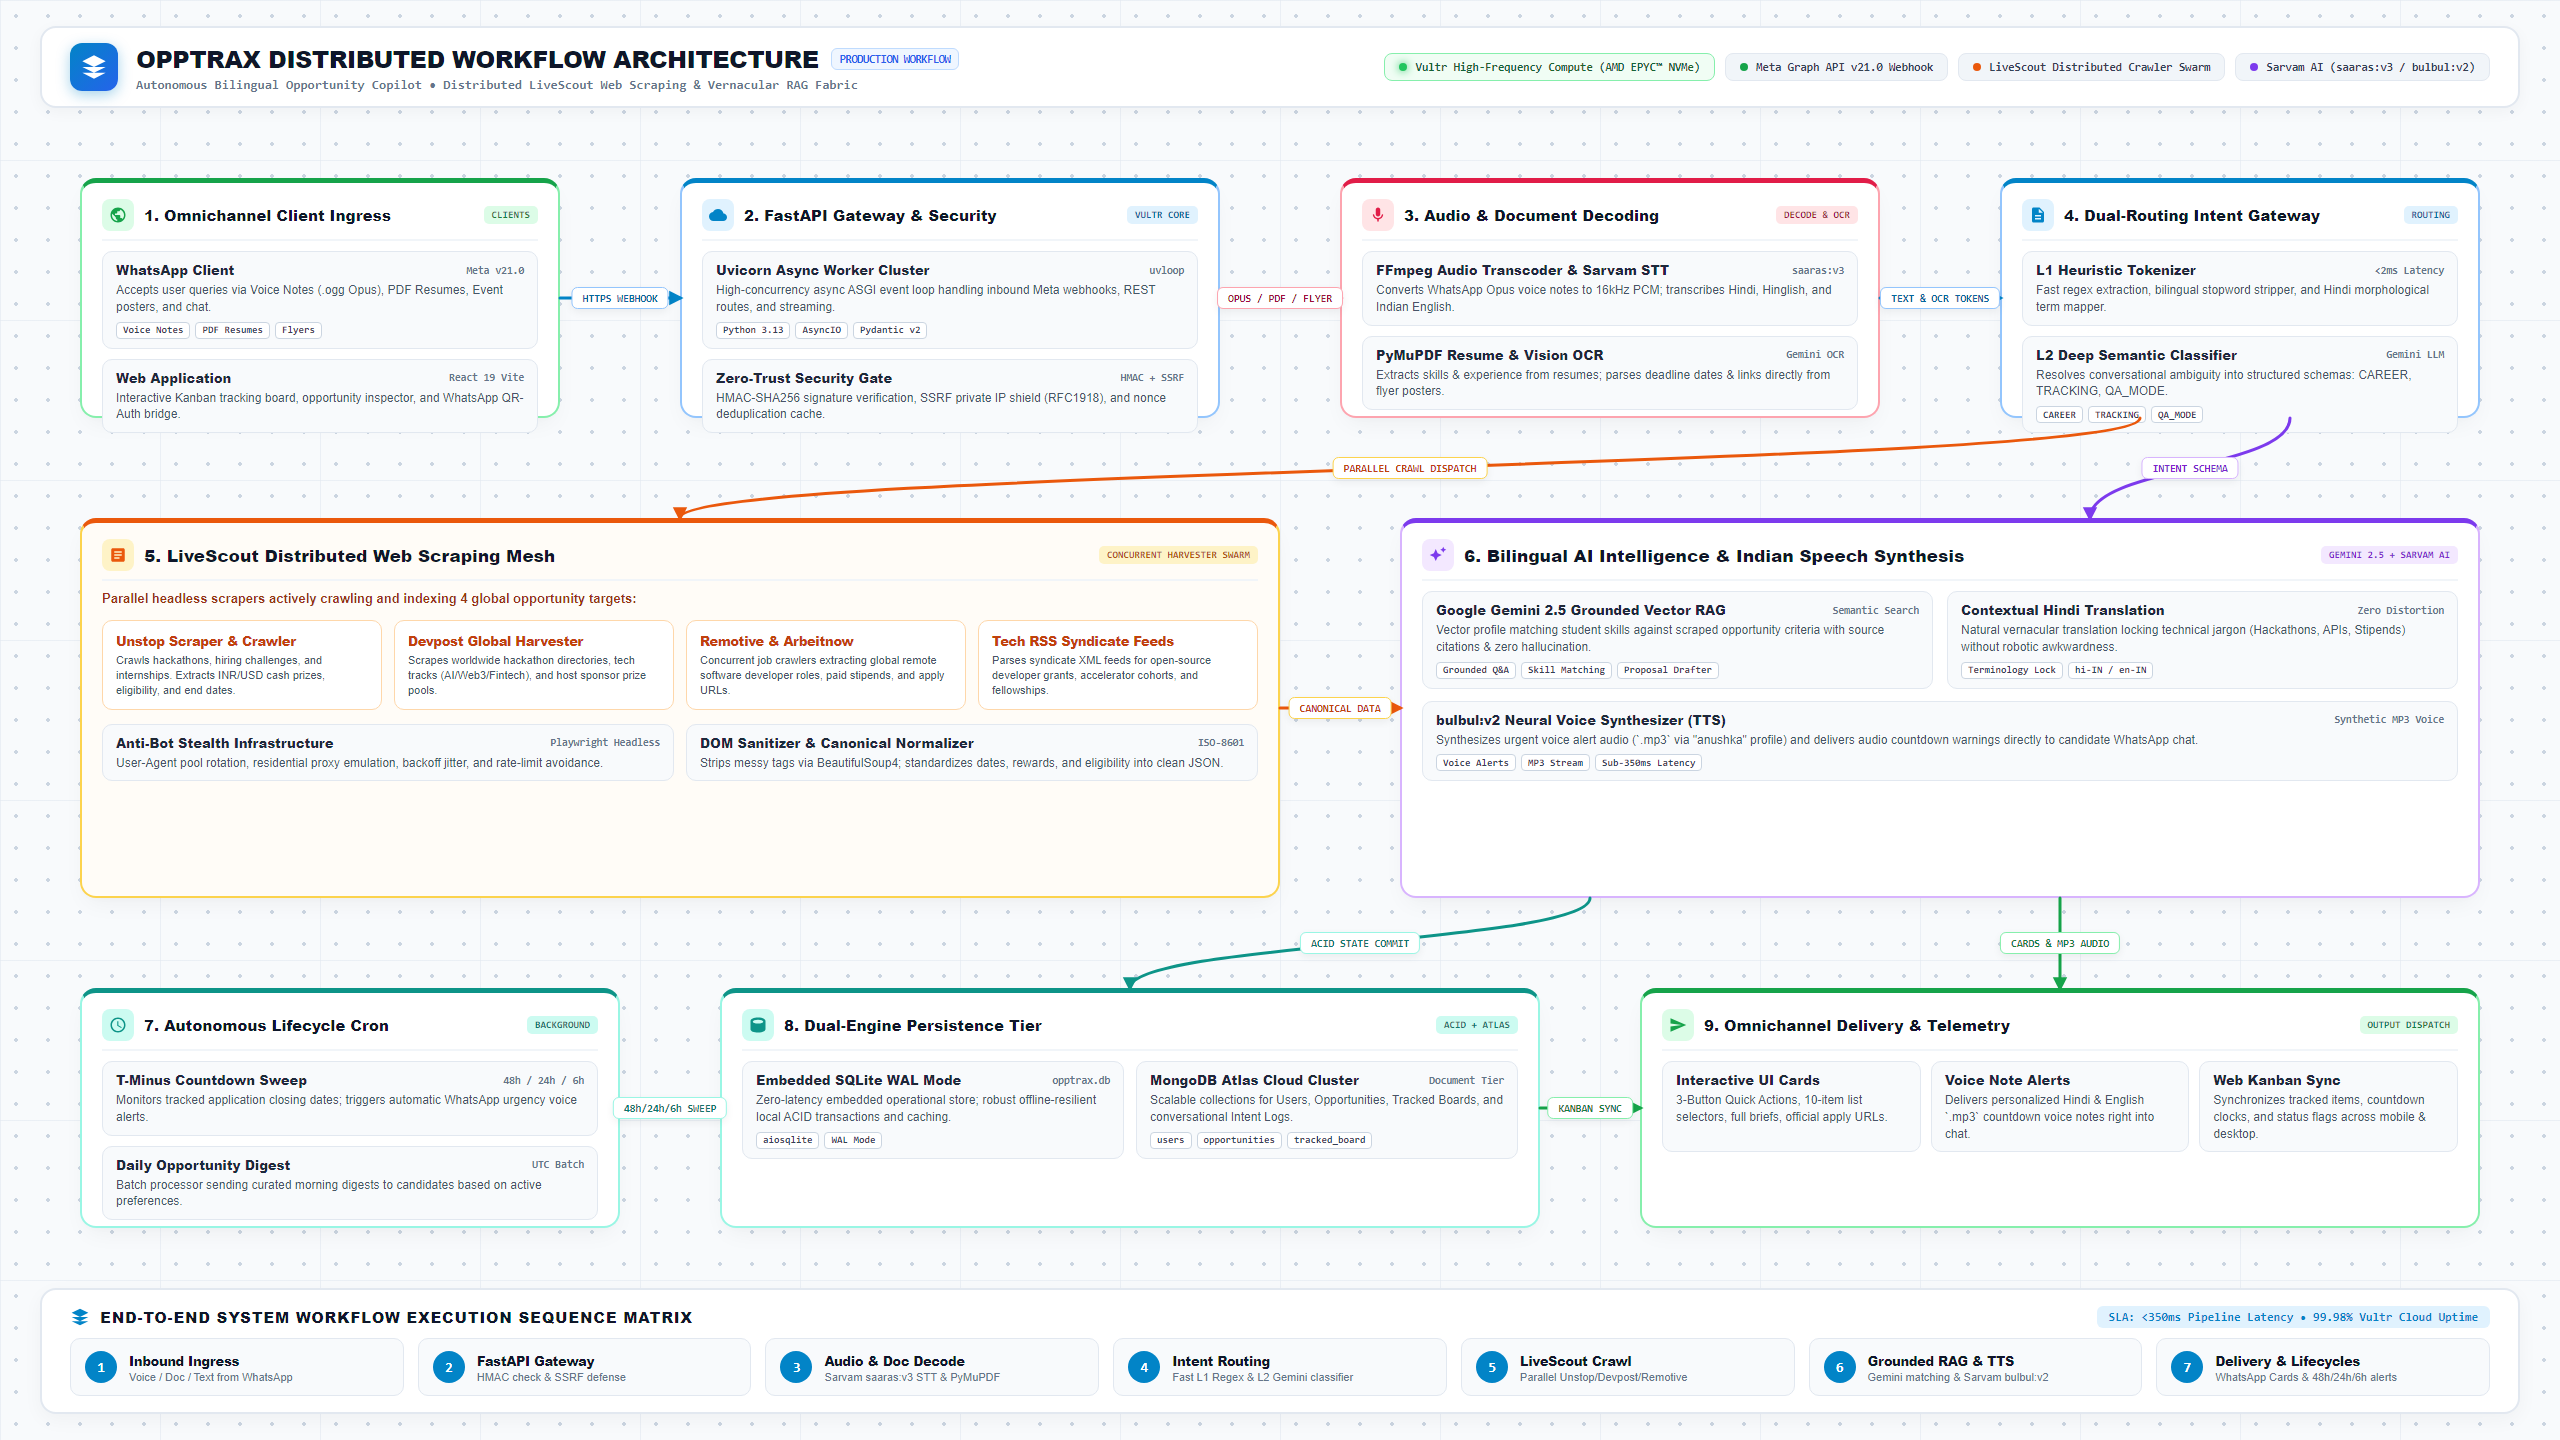 OPPTRAX DISTRIBUTED WORKFLOW ARCHITECTURE
PRODUCTION WORKFLOW
Autonomous Bilingual Opportunity Copilot • Distributed LiveScout Web Scraping & Vernacular RAG Fabric
Vultr High-Frequency Compute (AMD EPYC™ NVMe)
Meta Graph API v21.0 Webhook
LiveScout Distributed Crawler Swarm
Sarvam AI (saaras:v3 / bulbul:v2)
1. Omnichannel Client Ingress
CLIENTS
WhatsApp Client
Meta v21.0
Accepts user queries via Voice Notes (.ogg Opus), PDF Resumes, Event
posters, and chat.
Voice Notes
PDF Resumes
Flyers
Web Application
React 19 Vite
Interactive Kanban tracking board, opportunity inspector, and WhatsApp QR-
Auth bridge.
HTTPS WEBHOOK
2. FastAPI Gateway & Security
VULTR CORE
Uvicorn Async Worker Cluster
uvloop
High-concurrency async ASGI event loop handling inbound Meta webhooks, REST
routes, and streaming.
Python 3.13
AsyncIO
Pydantic v2
Zero-Trust Security Gate
HMAC + SSRF
HMAC-SHA256 signature verification, SSRF private IP shield (RFC1918), and nonce
deduplication cache.
OPUS / PDF / FLYER
3. Audio & Document Decoding
DECODE & OCR
FFmpeg Audio Transcoder & Sarvam STT
saaras:v3
Converts WhatsApp Opus voice notes to 16kHz PCM; transcribes Hindi, Hinglish, and
Indian English.
PyMuPDF Resume & Vision OCR
Gemini OCR
Extracts skills & experience from resumes; parses deadline dates & links directly from
flyer posters.
TEXT & OCR TOKENS
4. Dual-Routing Intent Gateway
ROUTING
L1 Heuristic Tokenizer
<2ms Latency
Fast regex extraction, bilingual stopword stripper, and Hindi morphological
term mapper.
L2 Deep Semantic Classifier
Gemini LLM
Resolves conversational ambiguity into structured schemas: CAREER,
TRACKING, QA_MODE.
CAREER
TRACKING
QA_MODE
PARALLEL CRAWL DISPATCH
INTENT SCHEMA
5. LiveScout Distributed Web Scraping Mesh
CONCURRENT HARVESTER SWARM
Parallel headless scrapers actively crawling and indexing 4 global opportunity targets:
Unstop Scraper & Crawler
Crawls hackathons, hiring challenges, and
internships. Extracts INR/USD cash prizes,
eligibility, and end dates.
Devpost Global Harvester
Scrapes worldwide hackathon directories, tech
tracks (AI/Web3/Fintech), and host sponsor prize
pools.
Remotive & Arbeitnow
Concurrent job crawlers extracting global remote
software developer roles, paid stipends, and apply
URLs.
Tech RSS Syndicate Feeds
Parses syndicate XML feeds for open-source
developer grants, accelerator cohorts, and
fellowships.
Anti-Bot Stealth Infrastructure
Playwright Headless
User-Agent pool rotation, residential proxy emulation, backoff jitter, and rate-limit avoidance.
DOM Sanitizer & Canonical Normalizer
ISO-8601
Strips messy tags via BeautifulSoup4; standardizes dates, rewards, and eligibility into clean JSON.
CANONICAL DATA
6. Bilingual AI Intelligence & Indian Speech Synthesis
GEMINI 2.5 + SARVAM AI
Google Gemini 2.5 Grounded Vector RAG
Semantic Search
Vector profile matching student skills against scraped opportunity criteria with source
citations & zero hallucination.
Grounded Q&A
Skill Matching
Proposal Drafter
Contextual Hindi Translation
Zero Distortion
Natural vernacular translation locking technical jargon (Hackathons, APIs, Stipends)
without robotic awkwardness.
Terminology Lock
hi-IN / en-IN
bulbul:v2 Neural Voice Synthesizer (TTS)
Synthetic MP3 Voice
Synthesizes urgent voice alert audio (`.mp3` via "anushka" profile) and delivers audio countdown warnings directly to candidate WhatsApp chat.
Voice Alerts
MP3 Stream
Sub-350ms Latency
ACID STATE COMMIT
CARDS & MP3 AUDIO
7. Autonomous Lifecycle Cron
BACKGROUND
T-Minus Countdown Sweep
48h / 24h / 6h
Monitors tracked application closing dates; triggers automatic WhatsApp urgency voice
alerts.
Daily Opportunity Digest
UTC Batch
Batch processor sending curated morning digests to candidates based on active
preferences.
48h/24h/6h SWEEP
8. Dual-Engine Persistence Tier
ACID + ATLAS
Embedded SQLite WAL Mode
opptrax.db
Zero-latency embedded operational store; robust offline-resilient
local ACID transactions and caching.
aiosqlite
WAL Mode
MongoDB Atlas Cloud Cluster
Document Tier
Scalable collections for Users, Opportunities, Tracked Boards, and
conversational Intent Logs.
users
opportunities
tracked_board
KANBAN SYNC
9. Omnichannel Delivery & Telemetry
OUTPUT DISPATCH
Interactive UI Cards
3-Button Quick Actions, 10-item list
selectors, full briefs, official apply URLs.
Voice Note Alerts
Delivers personalized Hindi & English
`.mp3` countdown voice notes right into
chat.
Web Kanban Sync
Synchronizes tracked items, countdown
clocks, and status flags across mobile &
desktop.
END-TO-END SYSTEM WORKFLOW EXECUTION SEQUENCE MATRIX
SLA: <350ms Pipeline Latency • 99.98% Vultr Cloud Uptime
1
Inbound Ingress
Voice / Doc / Text from WhatsApp
2
FastAPI Gateway
HMAC check & SSRF defense
3
Audio & Doc Decode
Sarvam saaras:v3 STT & PyMuPDF
4
Intent Routing
Fast L1 Regex & L2 Gemini classifier
5
LiveScout Crawl
Parallel Unstop/Devpost/Remotive
6
Grounded RAG & TTS
Gemini matching & Sarvam bulbul:v2
7
Delivery & Lifecycles
WhatsApp Cards & 48h/24h/6h alerts